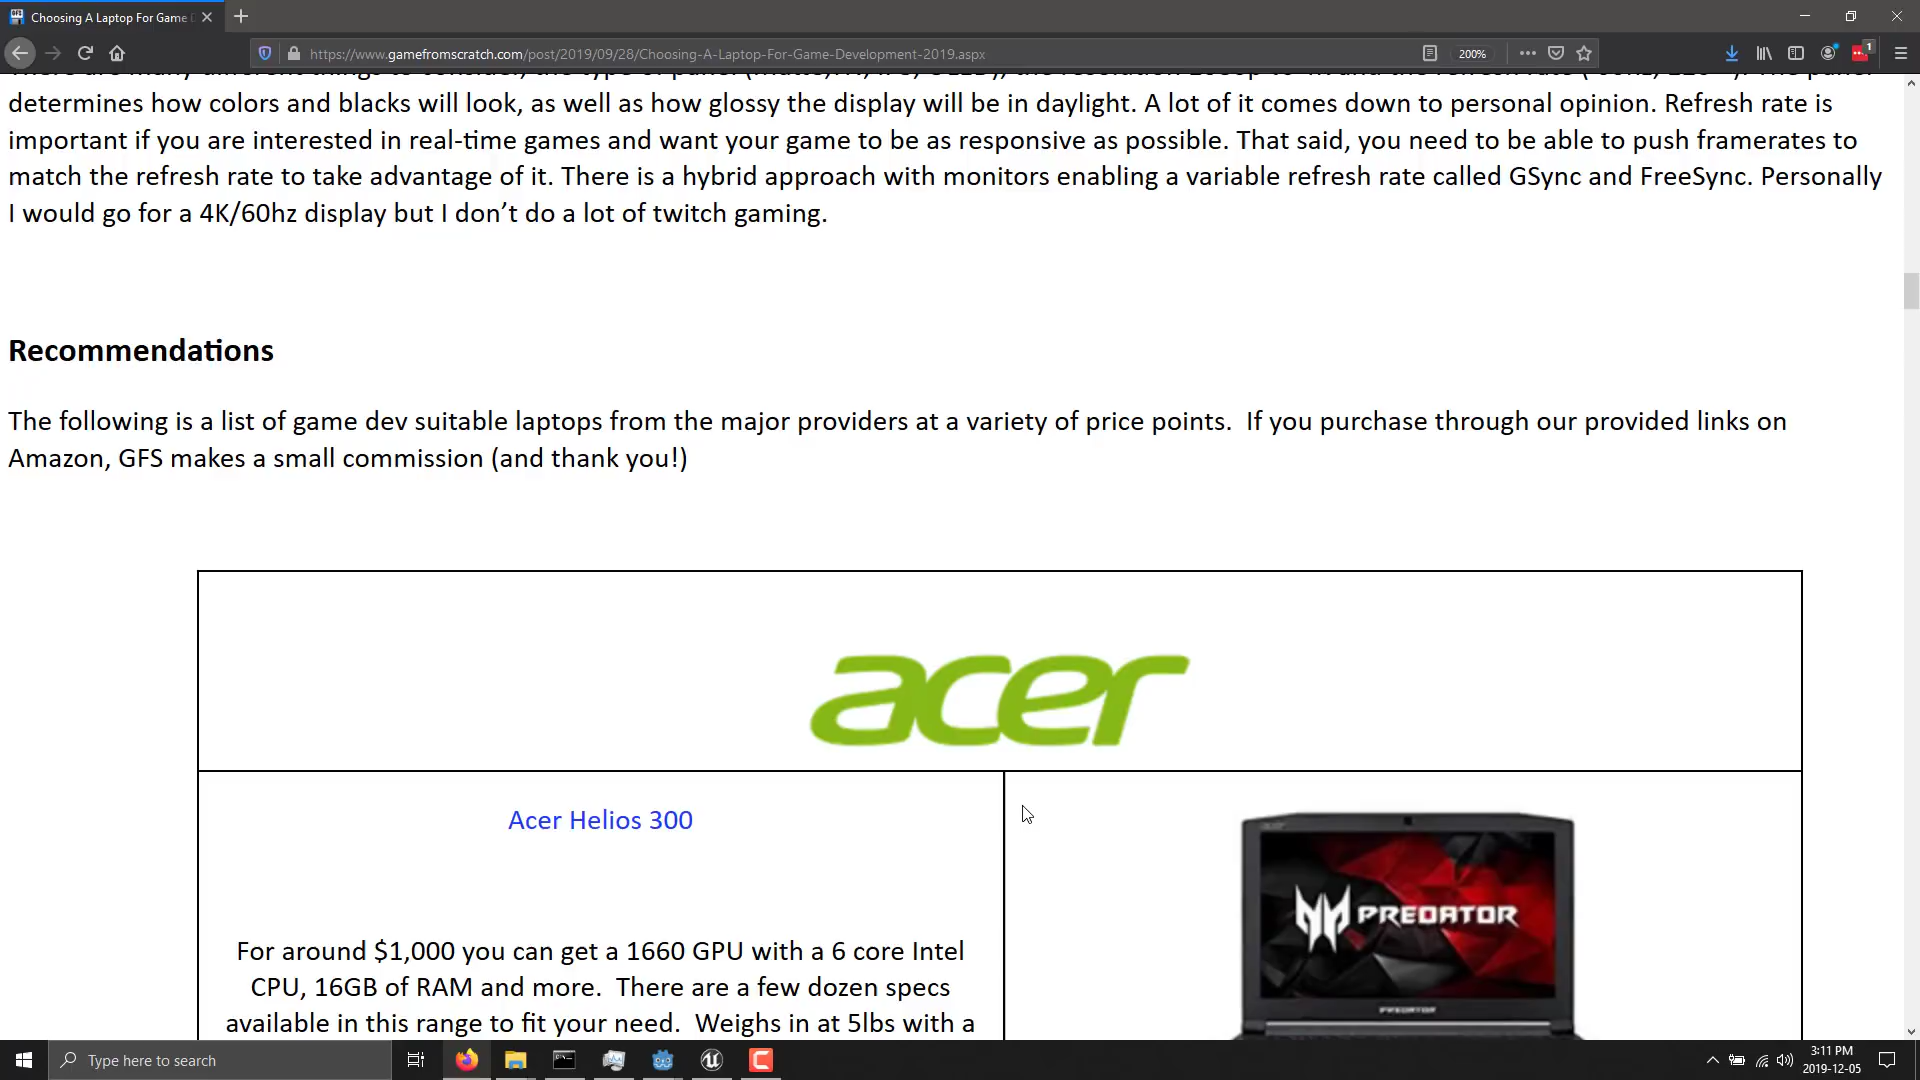 Choosing A Laptop For Game D
https://www.gamefromscratch.com/post/2019/09/28/Choosing-A-Laptop-For-Game-Development-2019.aspx
200%
1
determines how colors and blacks will look, as well as how glossy the display will be in daylight. A lot of it comes down to personal opinion. Refresh rate is
important if you are interested in real-time games and want your game to be as responsive as possible. That said, you need to be able to push framerates to
match the refresh rate to take advantage of it. There is a hybrid approach with monitors enabling a variable refresh rate called GSync and FreeSync. Personally
I would go for a 4K/60hz display but I don’t do a lot of twitch gaming.
Recommendations
The following is a list of game dev suitable laptops from the major providers at a variety of price points.  If you purchase through our provided links on
Amazon, GFS makes a small commission (and thank you!)
acer
Acer Helios 300
For around $1,000 you can get a 1660 GPU with a 6 core Intel
CPU, 16GB of RAM and more.  There are a few dozen specs
available in this range to fit your need.  Weighs in at 5lbs with a
PREDATOR
PREDATOR
Type here to search
3:11 PM
2019-12-05